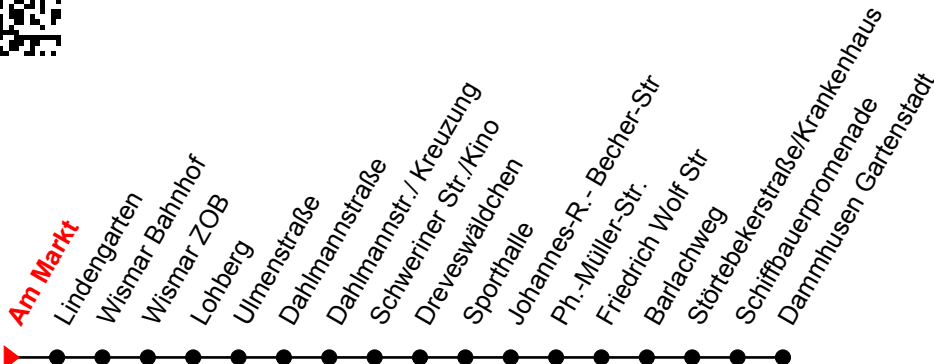 Am Markt
Lindengarten
Wismar Bahnhof
Wismar ZOB
Lohberg
Ulmenstraße
Dahlmannstraße
Dahlmannstr./ Kreuzung
Schweriner Str./Kino
Dreveswäldchen
Sporthalle
Johannes-R.- Becher-Str
Ph.-Müller-Str.
Friedrich Wolf Str
Barlachweg
Störtebekerstraße/Krankenhaus
Schiffbauerpromenade
Dammhusen Gartenstadt